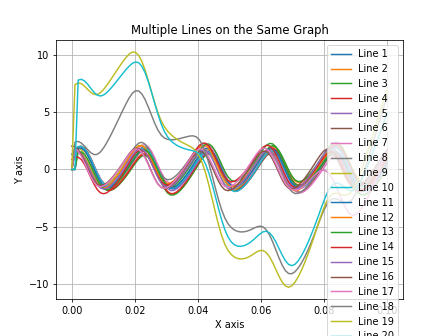 Multiple Lines on the Same Graph
Y axis
10
5
0
−5
−10
0.00
0.02
0.04
0.06
X axis
Line 1
Line 2
Line 3
Line 4
Line 5
Line 6
Line 7
Line 8
Line 9
Line 10
Line 11
Line 12
Line 13
Line 14
Line 15
Line 16
Line 17
Line 18
Line 19